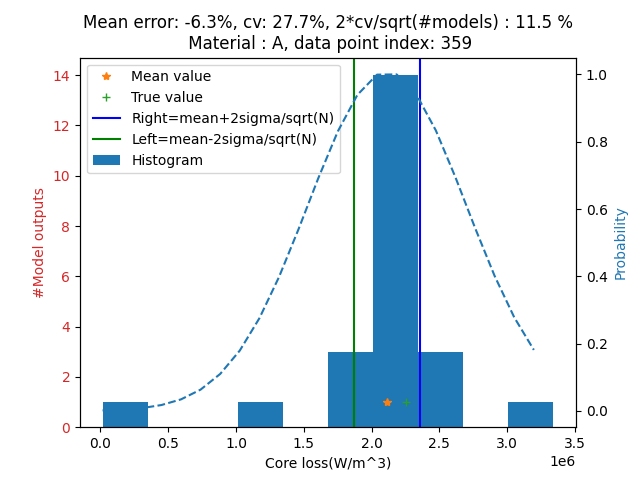 Mean error: -6.3%, cv: 27.7%, 2*cv/sqrt(#models) : 11.5 %
Material : A, data point index: 359
Mean value
True value
Right=mean+2sigma/sqrt(N)
Left=mean-2sigma/sqrt(N)
Histogram
#Model outputs
14
12
10
8
6
4
2
0
1.0
0.8
0.6
0.4
0.2
0.0
Probability
0.0 0.5 1.0 1.5 2.0 2.5 3.0 3.5
1e6
Core loss(W/m^3)